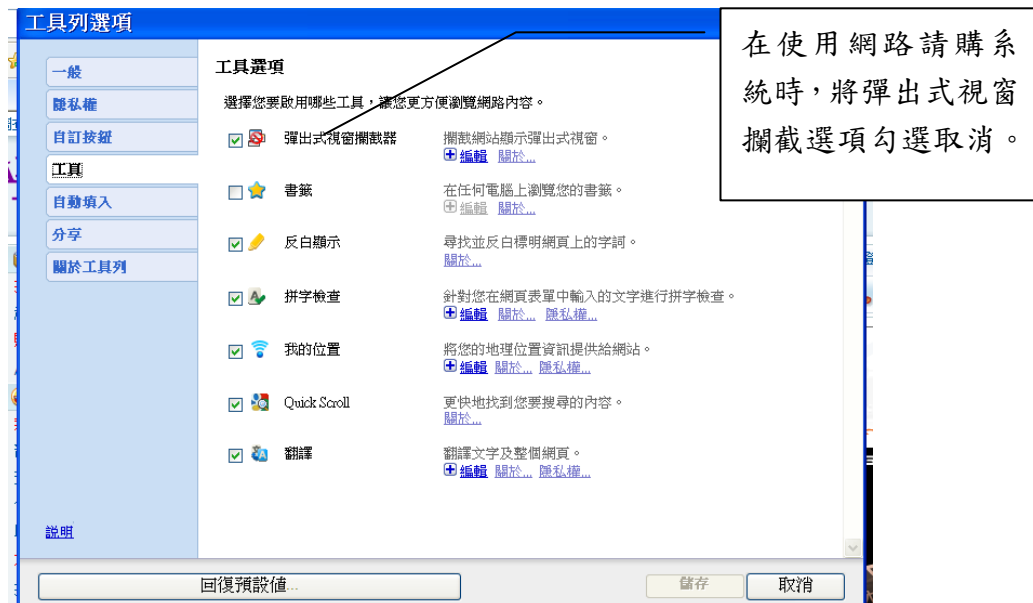 工具列選項
在使用網路請購系
統時，將彈出式視窗
攔截選項勾選取消。
一般
隱私權
自訂按鈕
工具
自動填入
分享
關於工具列
說明
工具選項
選擇您要啟用哪些工具，讓您更方便瀏覽網路內容。
彈出式視窗攔截器
攔截網站顯示彈出式視窗。
編輯 關於...
書籤
在任何電腦上瀏覽您的書籤。
編輯 關於...
反白顯示
尋找並反白標明網頁上的字詞。
關於...
拼字檢查
針對您在網頁表單中輸入的文字進行拼字檢查。
編輯 關於... 隱私權...
我的位置
將您的地理位置資訊提供給網站。
編輯 關於... 隱私權...
Quick Scroll
更快地找到您要搜尋的內容。
關於...
翻譯
翻譯文字及整個網頁。
編輯 關於... 隱私權...
回復預設值...
儲存
取消